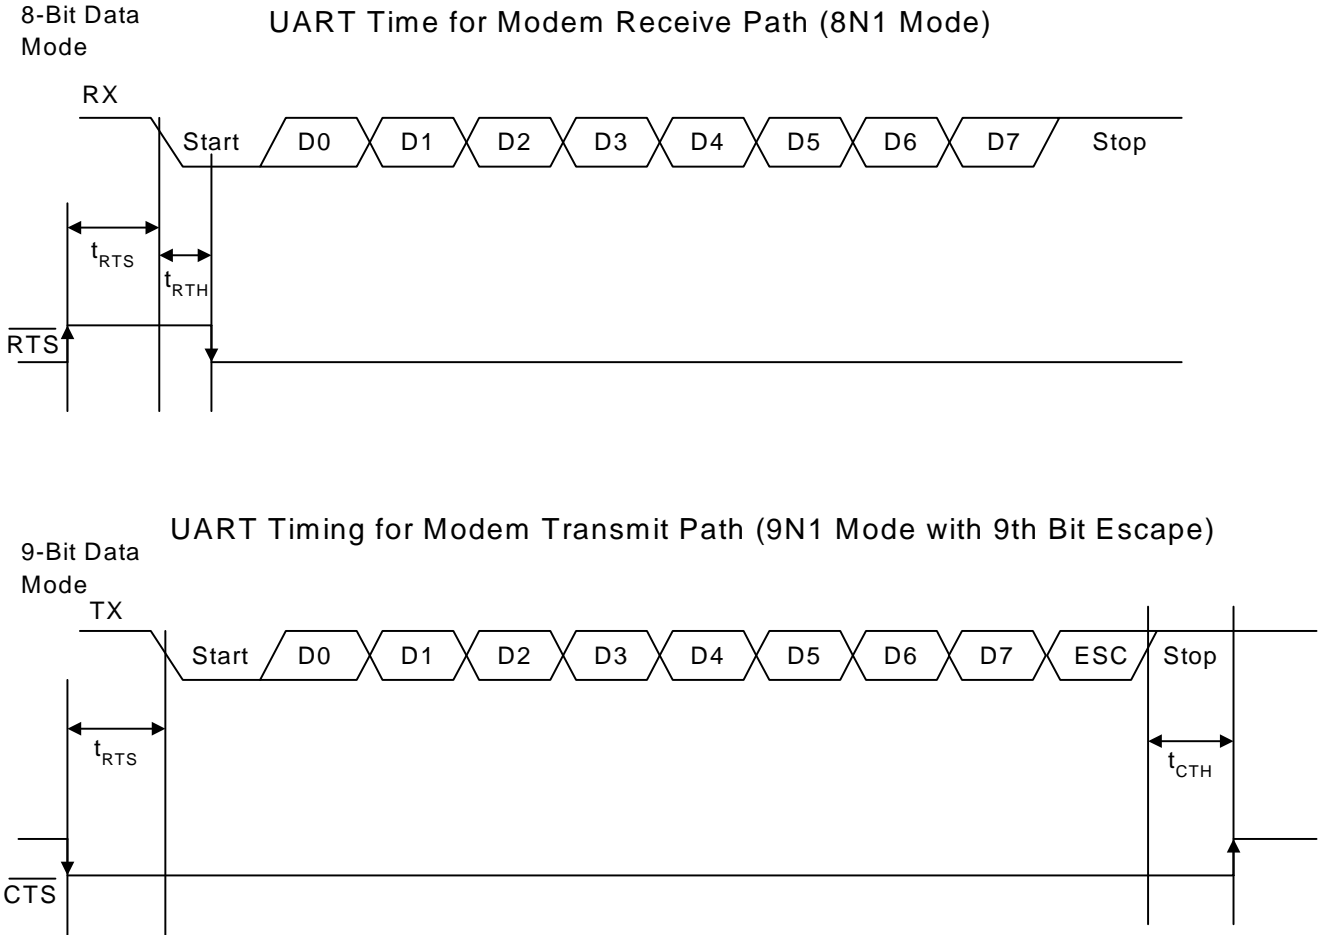 8-Bit Data
Mode
UART Time for Modem Receive Path (8N1 Mode)
RX
Start D0 D1 D2 D3 D4 D5 D6 D7 Stop
tRTS
tRTH
RTS
UART Timing for Modem Transmit Path (9N1 Mode with 9th Bit Escape)
9-Bit Data
Mode
TX
Start D0 D1 D2 D3 D4 D5 D6 D7 ESC Stop
tRTS
tCTH
CTS